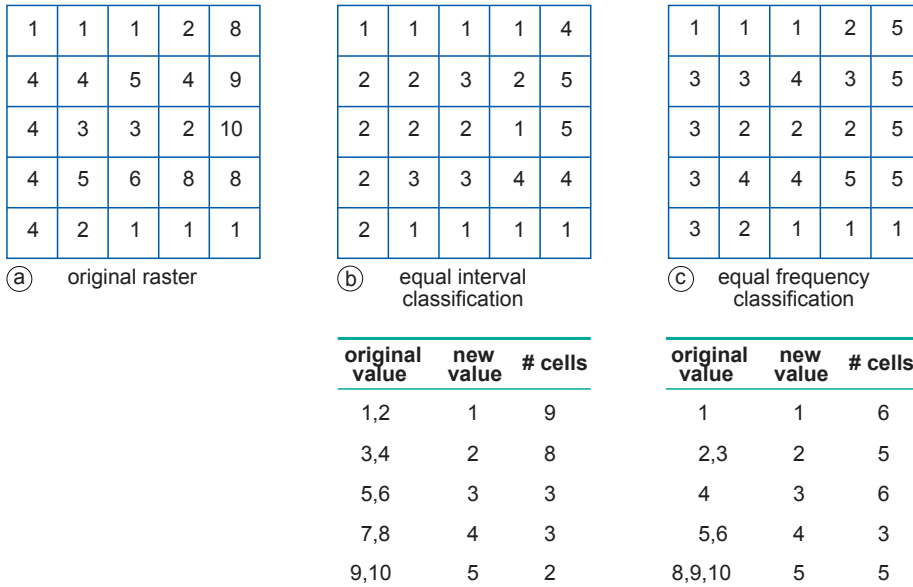 1 1 1 2 8
4 4 5 4 9
4 3 3 2 10
4 5 6 8 8
4 2 1 1 1
a original raster
1 1 1 1 4
2 2 3 2 5
2 2 2 1 5
2 3 3 4 4
2 1 1 1 1
b equal interval
classification
1 1 1 2 5
3 3 4 3 5
3 2 2 2 5
3 4 4 5 5
3 2 1 1 1
c equal frequency
classification
original new # cells
value value
1,2 1 9
3,4 2 8
5,6 3 3
7,8 4 3
9,10 5 2
original new # cells
value value
1 1 6
2,3 2 5
4 3 6
5,6 4 3
8,9,10 5 5